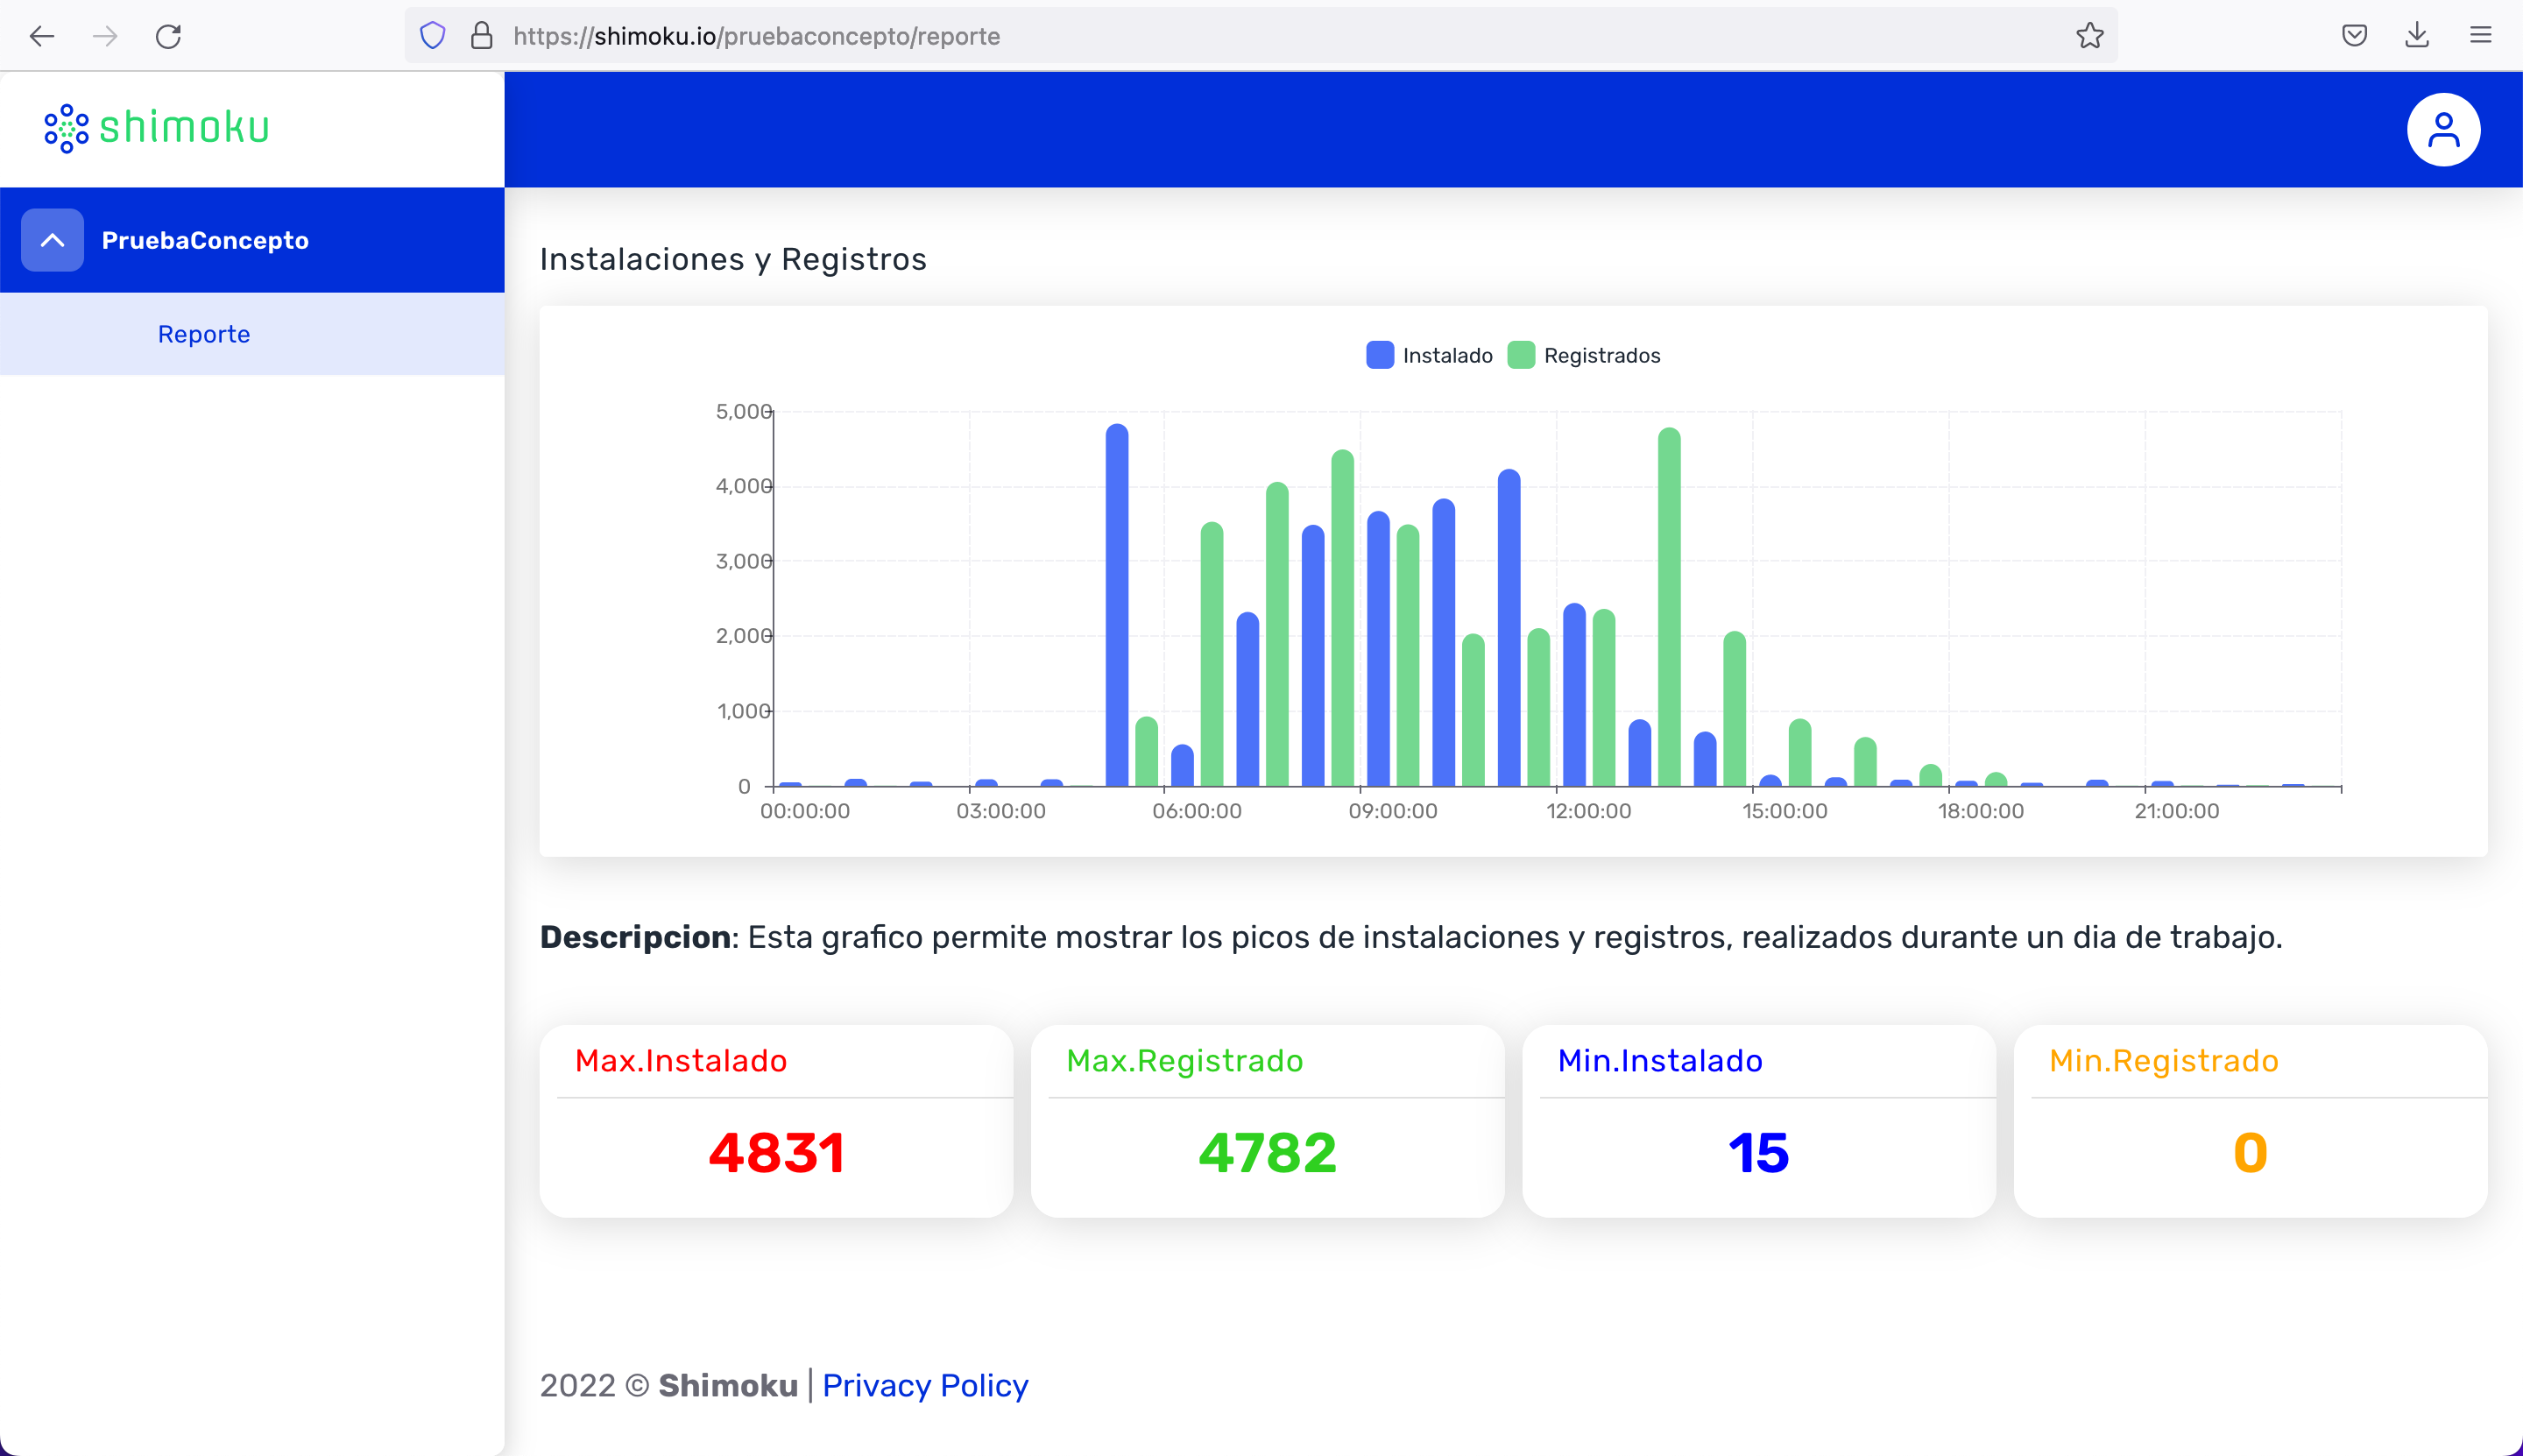 https://shimoku.io/pruebaconcepto/reporte
shimoku
PruebaConcepto
Reporte
Instalaciones y Registros
Instalado Registrados
5,000
4,000
3,000
2,000
1,000
0
00:00:00 03:00:00 06:00:00 09:00:00 12:00:00 15:00:00 18:00:00 21:00:00
Descripcion: Esta grafico permite mostrar los picos de instalaciones y registros, realizados durante un dia de trabajo.
Max.Instalado Max.Registrado Min.Instalado Min.Registrado
4831 4782 15 0
2022 © Shimoku | Privacy Policy